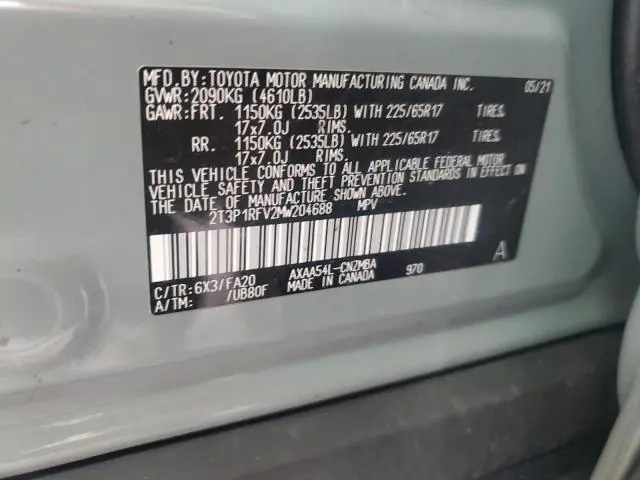 MFD.BY:TOYOTA MOTOR MANUFACTURING CANADA INC. 05/21
GVWR:2090KG (4610LB)
GAWR:FRT. 1150KG (2535LB) WITH 225/65R17 TIRES.
17x7.0J RIMS.
RR. 1150KG (2535LB) WITH 225/65R17 TIRES.
17x7.0J RIMS.
THIS VEHICLE CONFORMS TO ALL APPLICABLE FEDERAL MOTOR
VEHICLE SAFETY AND THEFT PREVENTION STANDARDS IN EFFECT ON
THE DATE OF MANUFACTURE SHOWN ABOVE.
2T3P1RFV2MW204688 MPV
C/TR:6X3/FA20 AXAA54L-CNZMBA 970 A
A/TM: /UB80F MADE IN CANADA